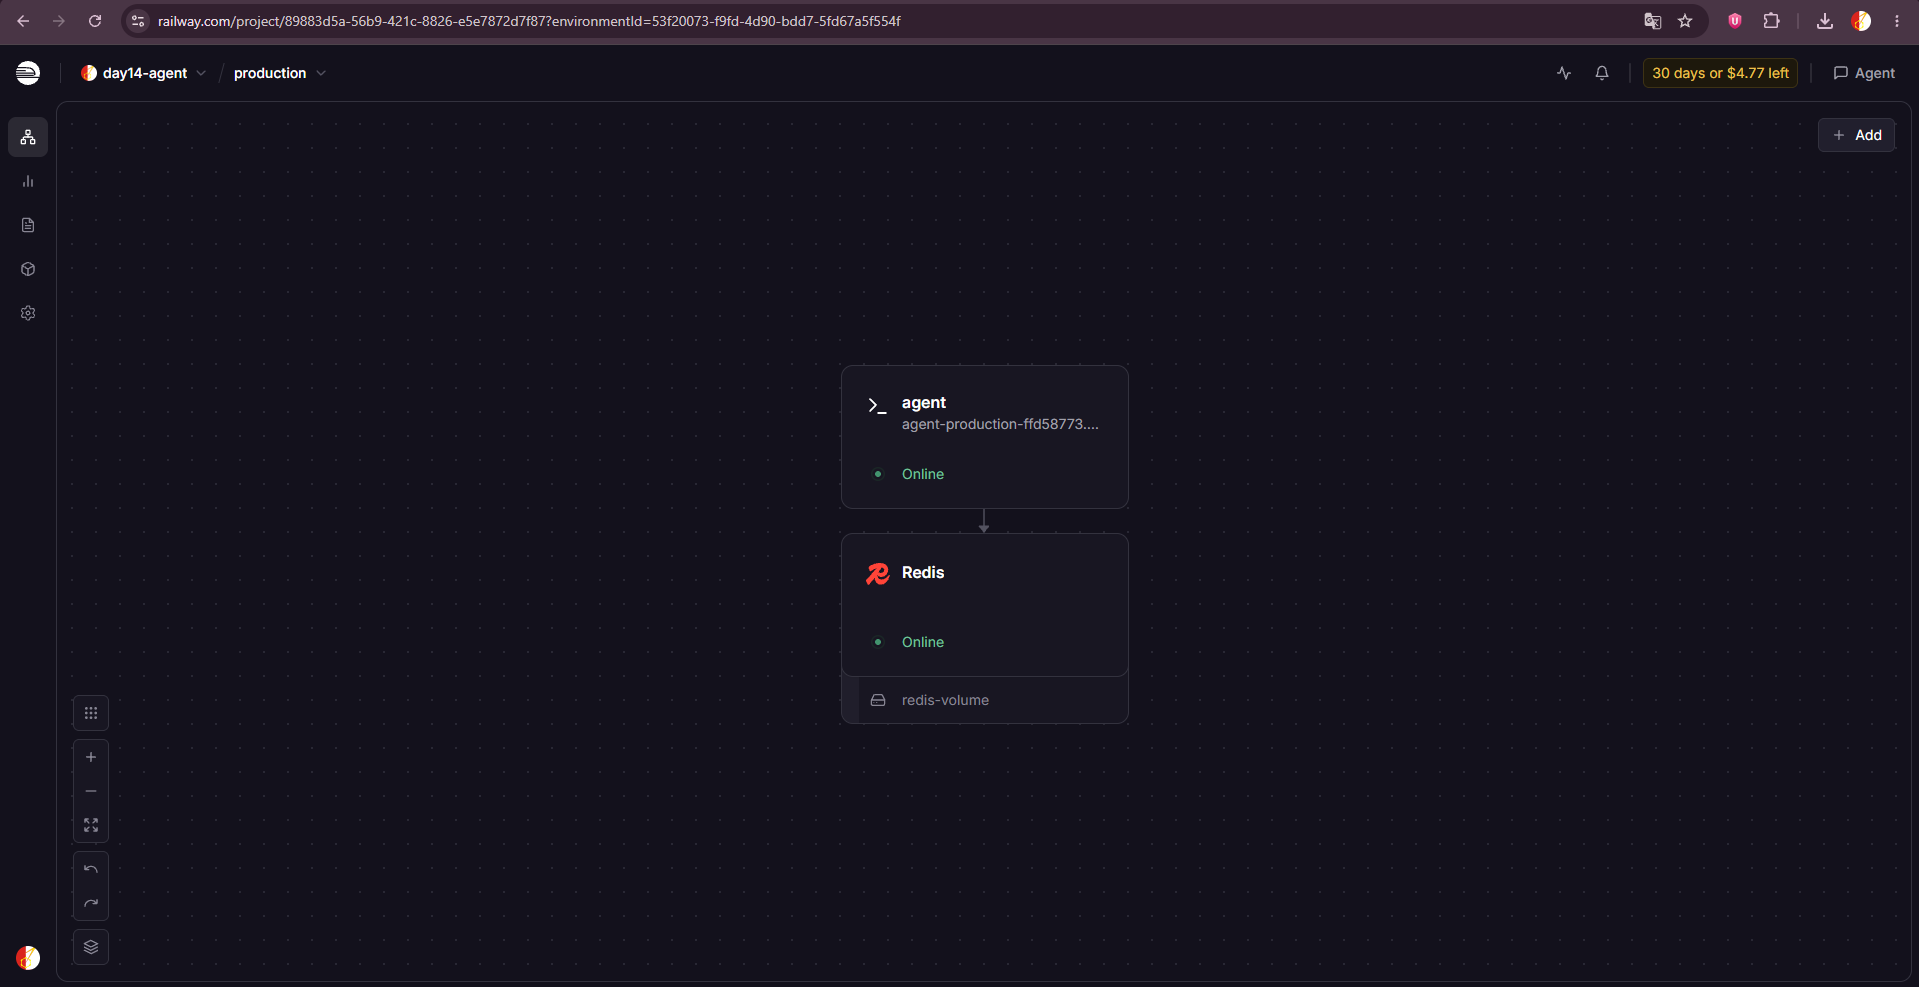 railway.com/project/89883d5a-56b9-421c-8826-e5e7872d7f87?environmentId=53f20073-f9fd-4d90-bdd7-5fd67a5f554f
day14-agent / production
30 days or $4.77 left
Agent
+ Add
agent
agent-production-ffd58773....
Online
Redis
Online
redis-volume